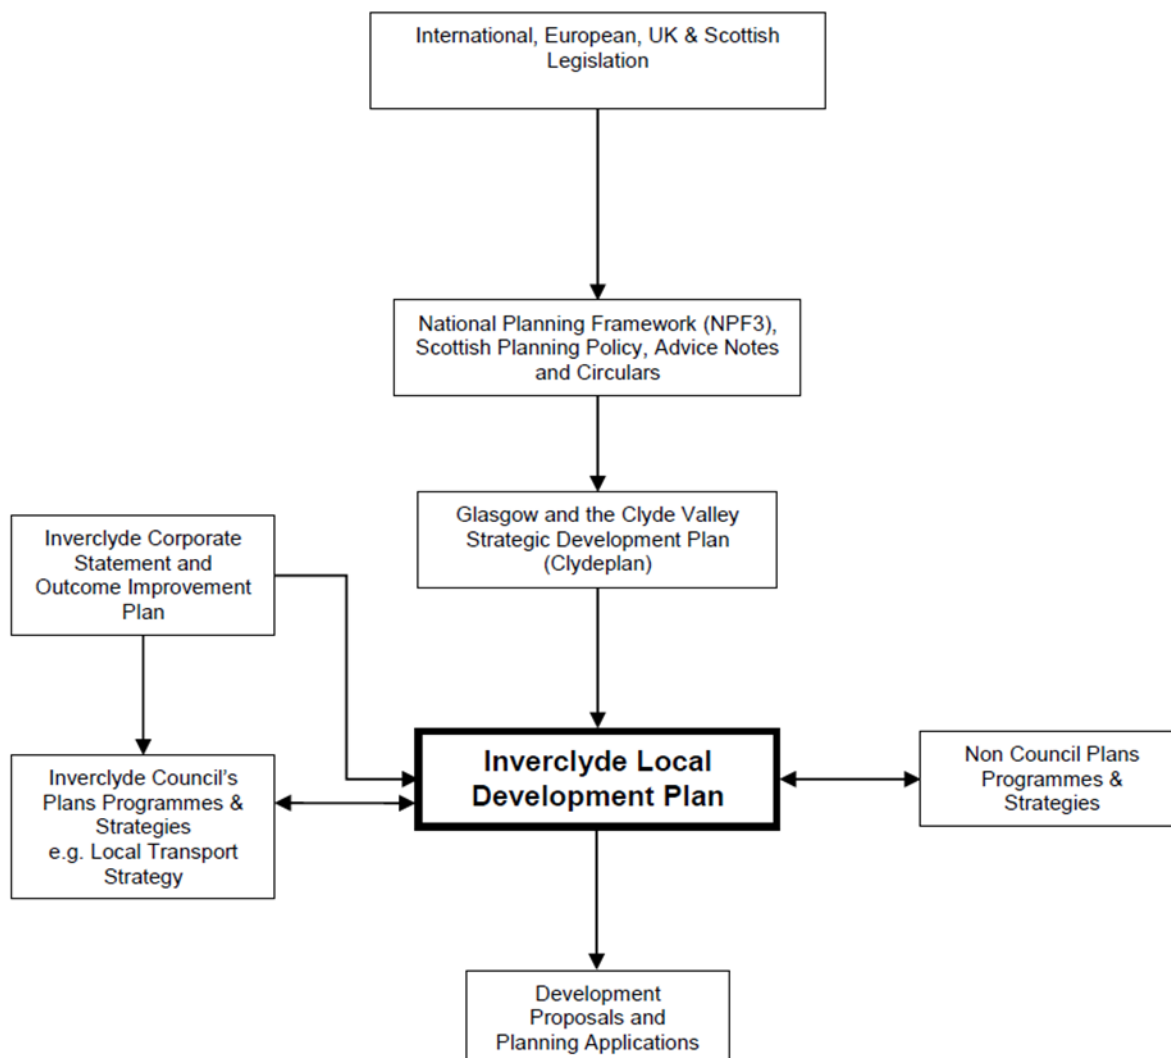 International, European, UK & Scottish
Legislation
National Planning Framework (NPF3),
Scottish Planning Policy, Advice Notes
and Circulars
Glasgow and the Clyde Valley
Strategic Development Plan
(Clydeplan)
Inverclyde Corporate
Statement and
Outcome Improvement
Plan
Inverclyde Local
Development Plan
Non Council Plans
Programmes &
Strategies
Inverclyde Council’s
Plans Programmes &
Strategies
e.g. Local Transport
Strategy
Development
Proposals and
Planning Applications